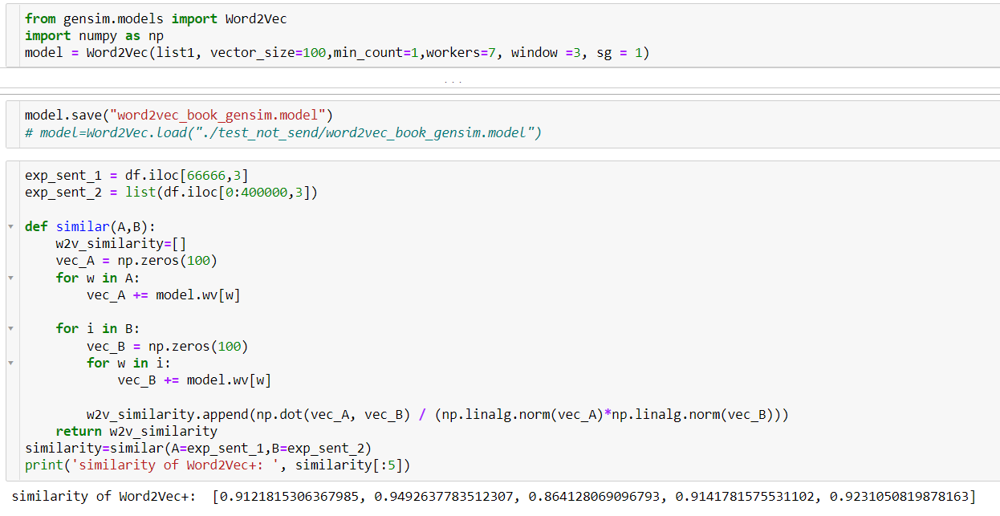 from gensim.models import Word2Vec
import numpy as np
model = Word2Vec(list1, vector_size=100,min_count=1,workers=7, window =3, sg = 1)
...
model.save("word2vec_book_gensim.model")
# model=Word2Vec.load("./test_not_send/word2vec_book_gensim.model")
exp_sent_1 = df.iloc[66666,3]
exp_sent_2 = list(df.iloc[0:400000,3])
def similar(A,B):
    w2v_similarity=[]
    vec_A = np.zeros(100)
    for w in A:
        vec_A += model.wv[w]
    for i in B:
        vec_B = np.zeros(100)
        for w in i:
            vec_B += model.wv[w]
        w2v_similarity.append(np.dot(vec_A, vec_B) / (np.linalg.norm(vec_A)*np.linalg.norm(vec_B)))
    return w2v_similarity
similarity=similar(A=exp_sent_1,B=exp_sent_2)
print('similarity of Word2Vec+: ', similarity[:5])
similarity of Word2Vec+:  [0.9121815306367985, 0.9492637783512307, 0.864128069096793, 0.9141781575531102, 0.9231050819878163]